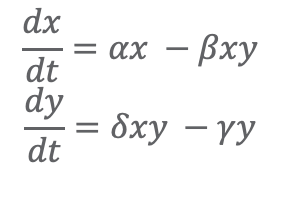 dx/dt = αx − βxy
dy/dt = δxy − γy